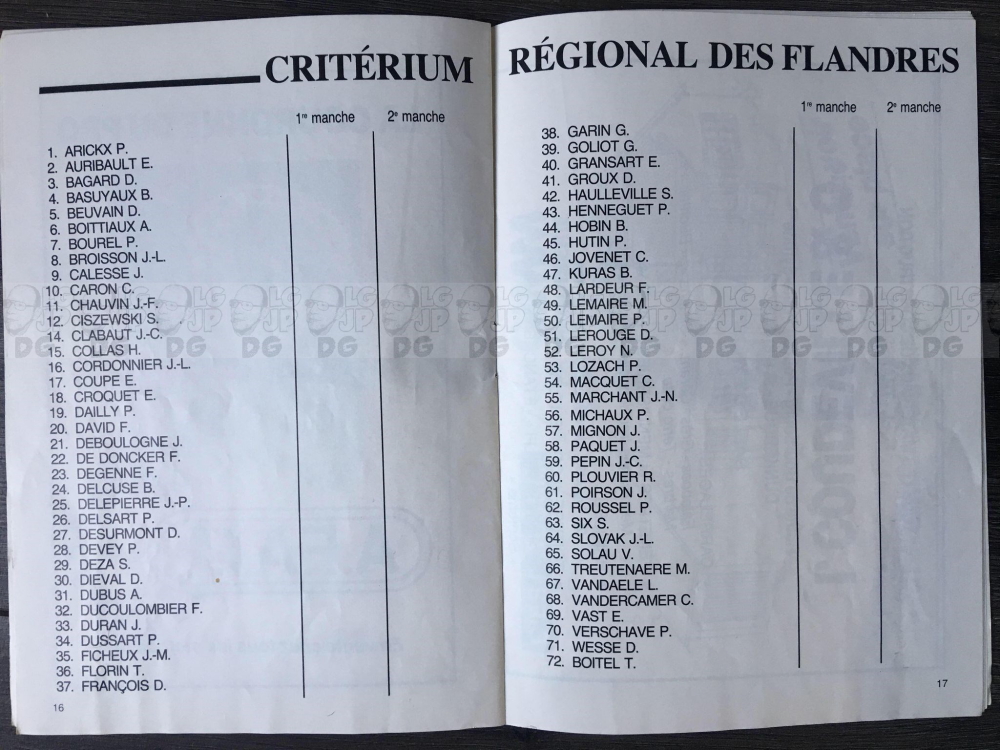 CRITÉRIUM
1re manche 2e manche
1. ARICKX P.
2. AURIBAULT E.
3. BAGARD D.
4. BASUYAUX B.
5. BEUVAIN D.
6. BOITTIAUX A.
7. BOUREL P.
8. BROISSON J.-L.
9. CALESSE J.
10. CARON C.
11. CHAUVIN J.-F.
12. CISZEWSKI S.
14. CLABAUT J.-C.
15. COLLAS H.
16. CORDONNIER J.-L.
17. COUPE E.
18. CROQUET E.
19. DAILLY P.
20. DAVID F.
21. DEBOULOGNE J.
22. DE DONCKER F.
23. DEGENNE F.
24. DELCUSE B.
25. DELEPIERRE J.-P.
26. DELSART P.
27. DESURMONT D.
28. DEVEY P.
29. DEZA S.
30. DIEVAL D.
31. DUBUS A.
32. DUCOULOMBIER F.
33. DURAN J.
34. DUSSART P.
35. FICHEUX J.-M.
36. FLORIN T.
37. FRANÇOIS D.
16
RÉGIONAL DES FLANDRES
1re manche 2e manche
38. GARIN G.
39. GOLIOT G.
40. GRANSART E.
41. GROUX D.
42. HAULLEVILLE S.
43. HENNEGUET P.
44. HOBIN B.
45. HUTIN P.
46. JOVENET C.
47. KURAS B.
48. LARDEUR F.
49. LEMAIRE M.
50. LEMAIRE P.
51. LEROUGE D.
52. LEROY N.
53. LOZACH P.
54. MACQUET C.
55. MARCHANT J.-N.
56. MICHAUX P.
57. MIGNON J.
58. PAQUET J.
59. PEPIN J.-C.
60. PLOUVIER R.
61. POIRSON J.
62. ROUSSEL P.
63. SIX S.
64. SLOVAK J.-L.
65. SOLAU V.
66. TREUTENAERE M.
67. VANDAELE L.
68. VANDERCAMER C.
69. VAST E.
70. VERSCHAVE P.
71. WESSE D.
72. BOITEL T.
17